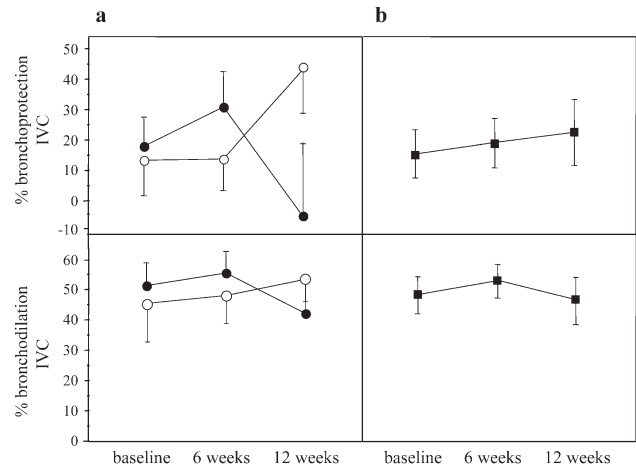 a b
50
40
30
20
10
0
-10
% bronchoprotection
IVC
60
50
40
30
20
10
0
% bronchodilation
IVC
baseline 6 weeks 12 weeks baseline 6 weeks 12 weeks